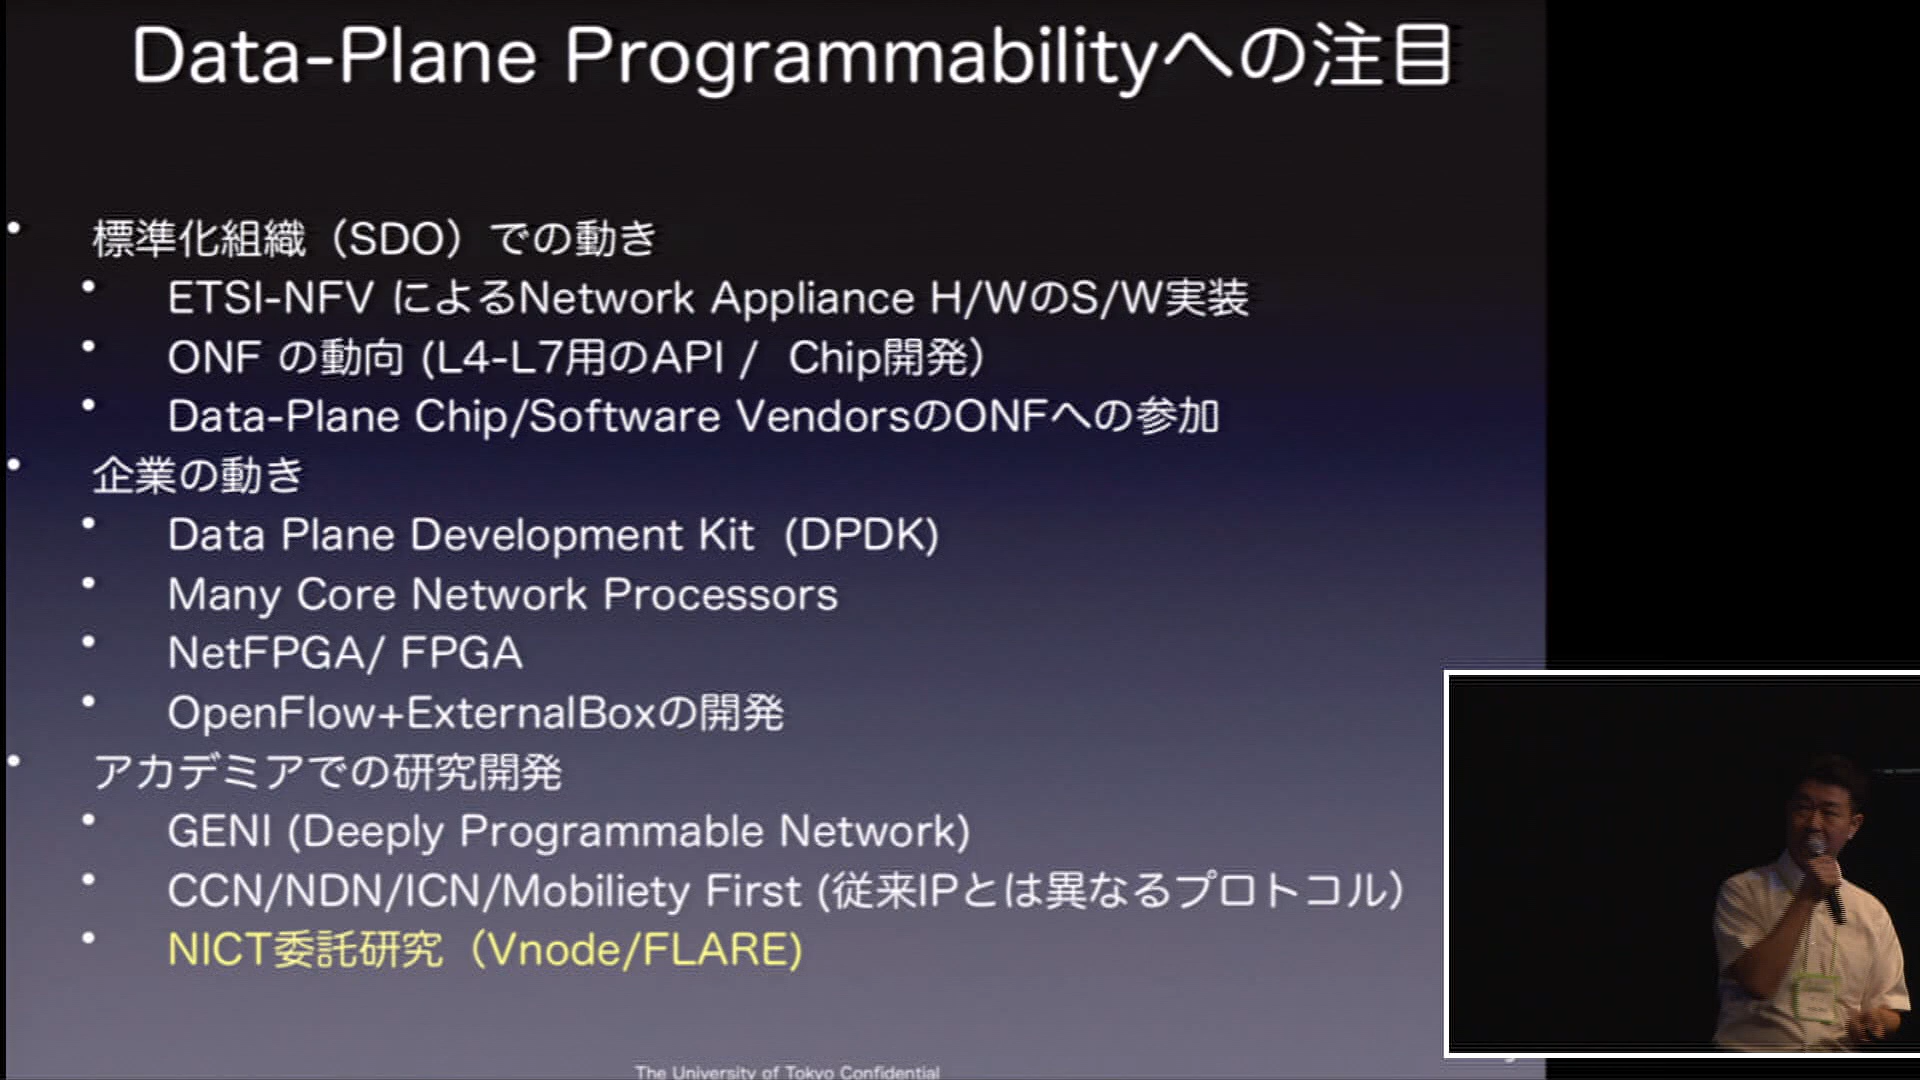 Data-Plane Programmabilityへの注目
• 標準化組織（SDO）での動き
• ETSI-NFV によるNetwork Appliance H/WのS/W実装
• ONF の動向 (L4-L7用のAPI / Chip開発）
• Data-Plane Chip/Software VendorsのONFへの参加
• 企業の動き
• Data Plane Development Kit (DPDK)
• Many Core Network Processors
• NetFPGA/ FPGA
• OpenFlow+ExternalBoxの開発
• アカデミアでの研究開発
• GENI (Deeply Programmable Network)
• CCN/NDN/ICN/Mobiliety First (従来IPとは異なるプロトコル）
• NICT委託研究（Vnode/FLARE)
The University of Tokyo Confidential